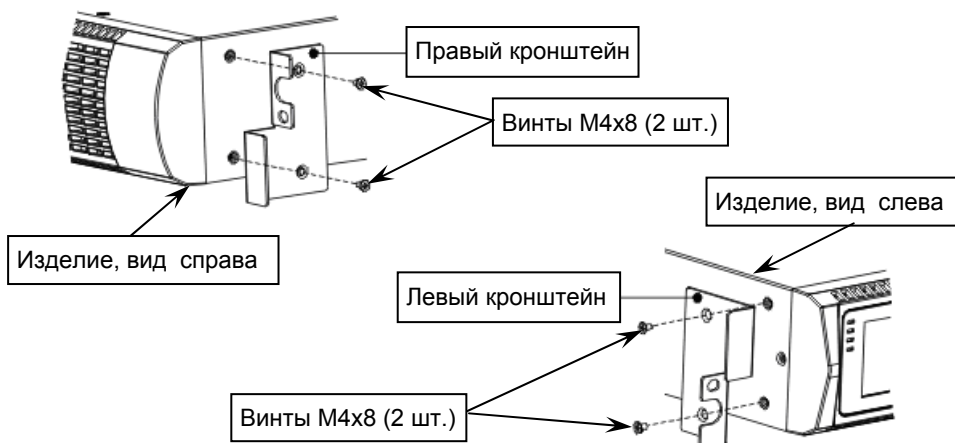 Правый кронштейн
Винты М4х8 (2 шт.)
Изделие, вид справа
Изделие, вид слева
Левый кронштейн
Винты М4х8 (2 шт.)